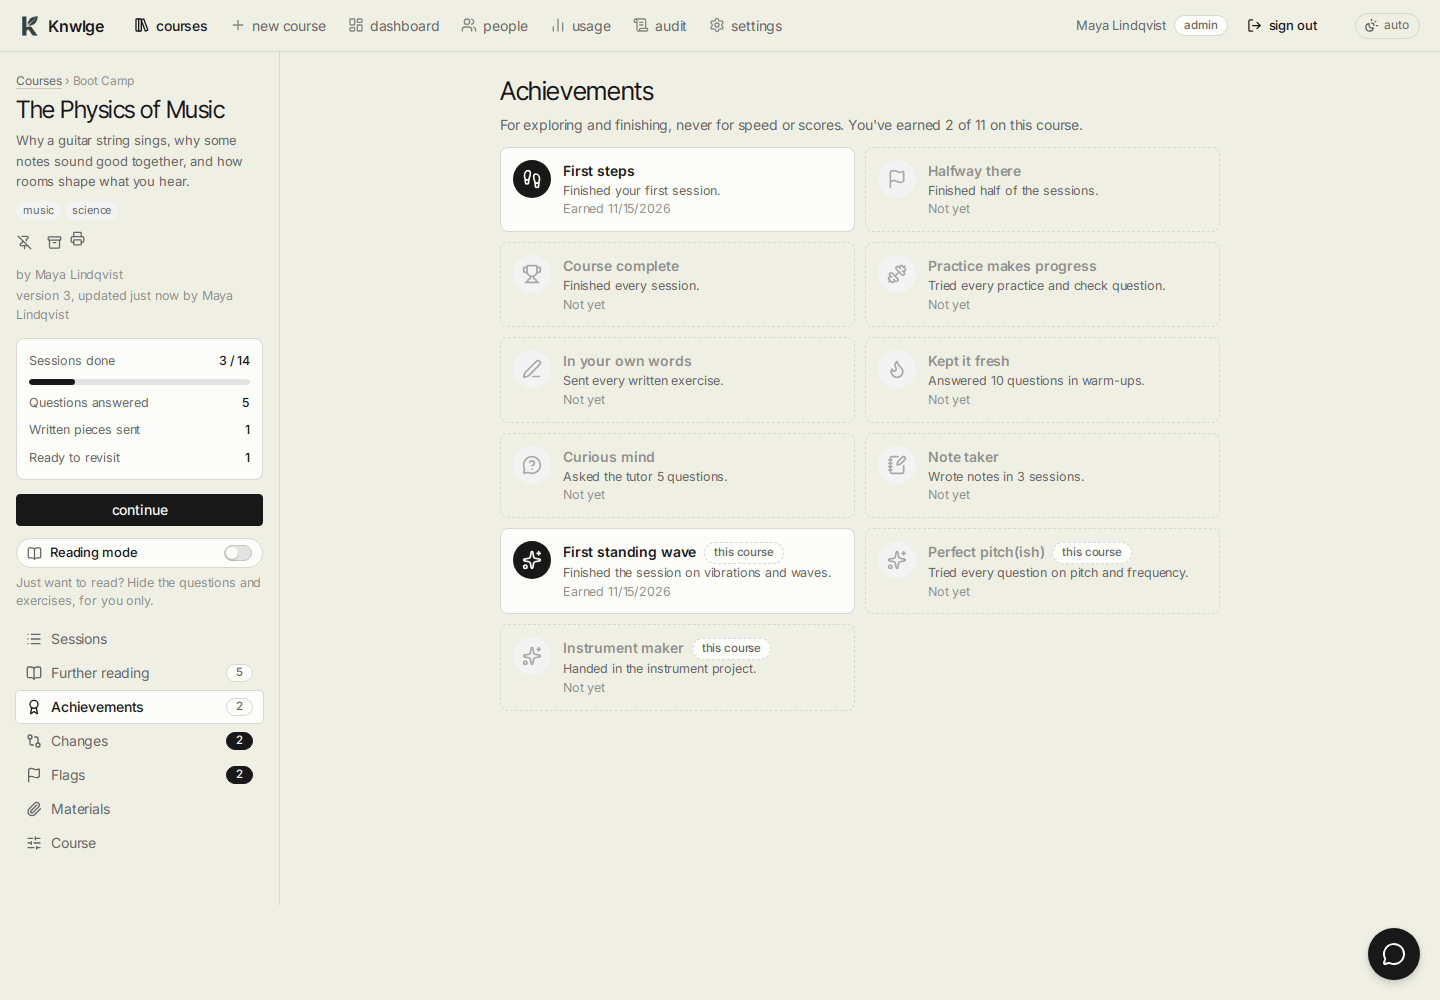 Knwlge
courses
new course
dashboard
people
usage
audit
settings
Maya Lindqvist
admin
sign out
auto
Courses › Boot Camp
The Physics of Music
Why a guitar string sings, why some
notes sound good together, and how
rooms shape what you hear.
music
science
by Maya Lindqvist
version 3, updated just now by Maya
Lindqvist
Sessions done 3 / 14
Questions answered 5
Written pieces sent 1
Ready to revisit 1
continue
Reading mode
Just want to read? Hide the questions and
exercises, for you only.
Sessions
Further reading 5
Achievements 2
Changes 2
Flags 2
Materials
Course
Achievements
For exploring and finishing, never for speed or scores. You've earned 2 of 11 on this course.
First steps
Finished your first session.
Earned 11/15/2026
Halfway there
Finished half of the sessions.
Not yet
Course complete
Finished every session.
Not yet
Practice makes progress
Tried every practice and check question.
Not yet
In your own words
Sent every written exercise.
Not yet
Kept it fresh
Answered 10 questions in warm-ups.
Not yet
Curious mind
Asked the tutor 5 questions.
Not yet
Note taker
Wrote notes in 3 sessions.
Not yet
First standing wave this course
Finished the session on vibrations and waves.
Earned 11/15/2026
Perfect pitch(ish) this course
Tried every question on pitch and frequency.
Not yet
Instrument maker this course
Handed in the instrument project.
Not yet